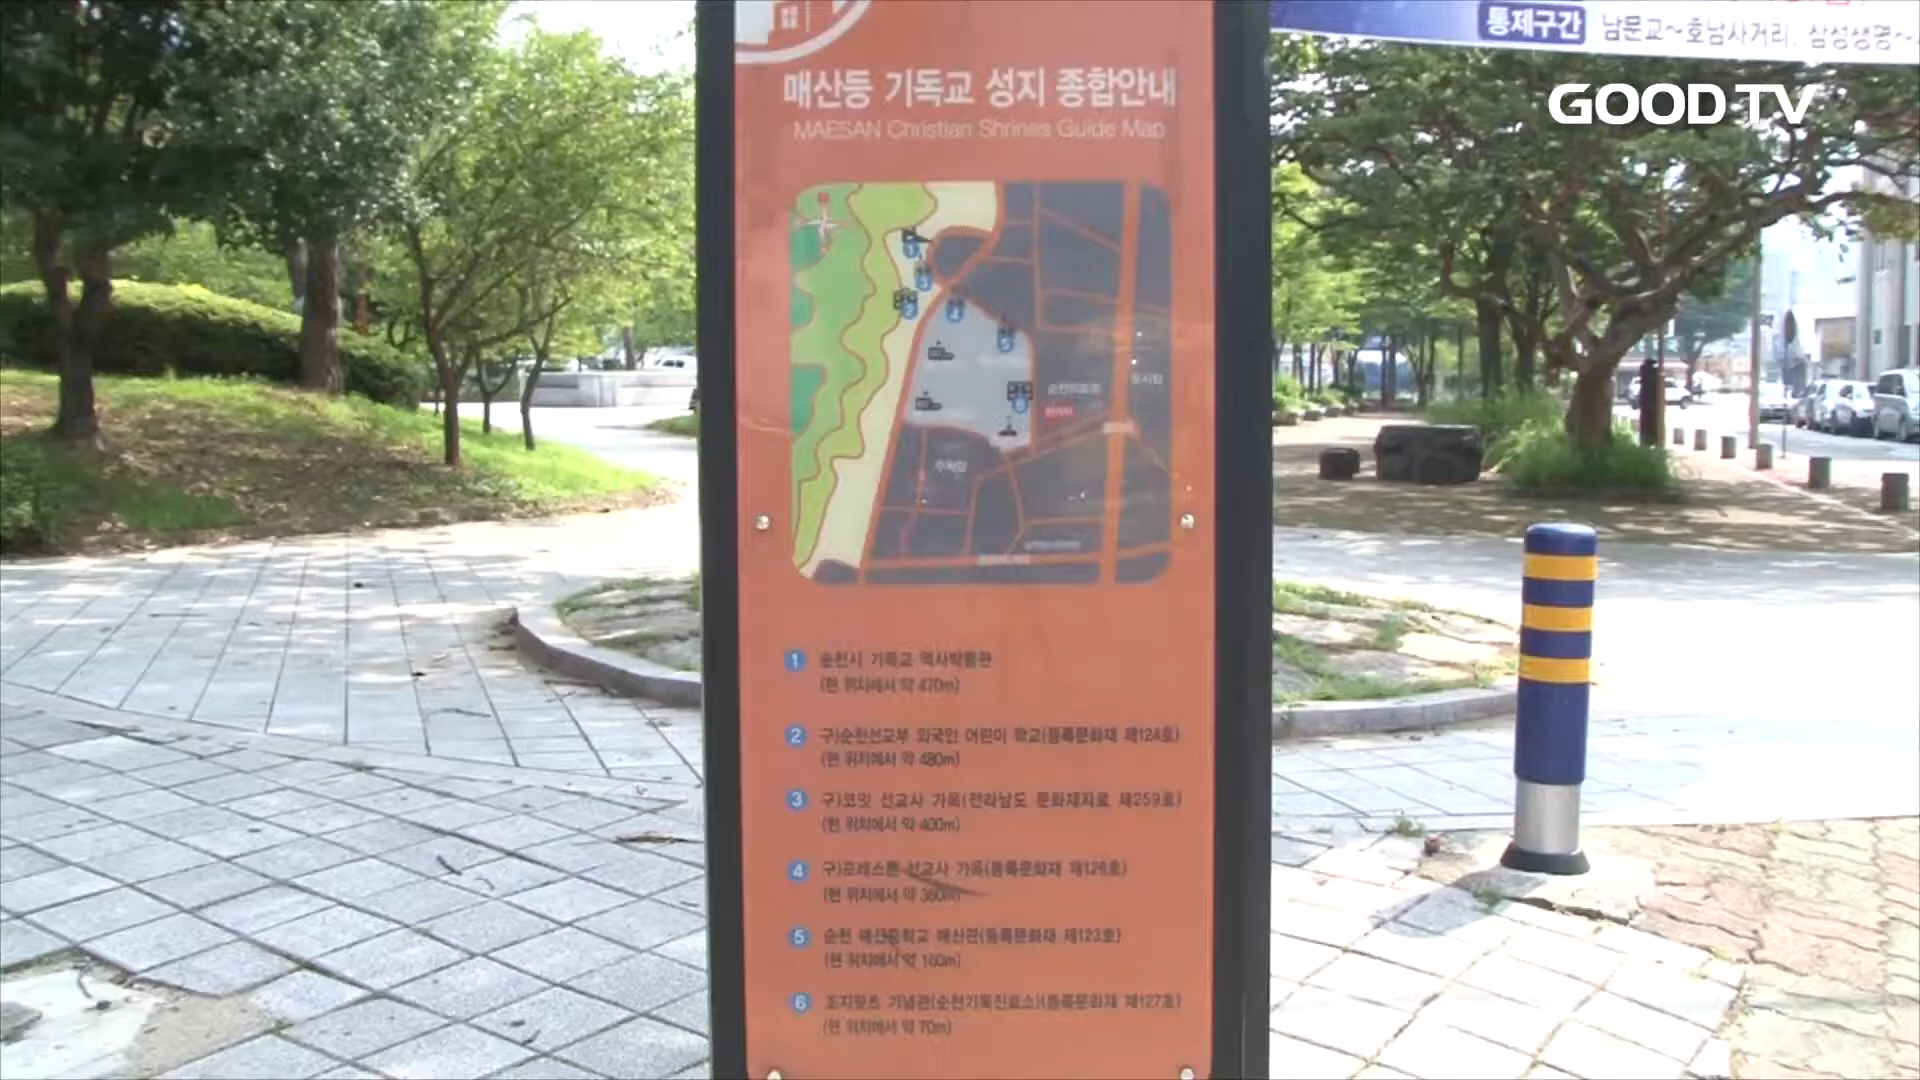 통제구간 남문교~호남사거리, 삼성생명~
GOOD TV
매산등 기독교 성지 종합안내
MAESAN Christian Shrines Guide Map
1 순천시 기독교 역사박물관
(현 위치에서 약 470m)
2 구)순천선교부 외국인 어린이 학교(등록문화재 제124호)
(현 위치에서 약 480m)
3 구)코잇 선교사 가옥(전라남도 문화재자료 제259호)
(현 위치에서 약 400m)
4 구)프레스톤 선교사 가옥(등록문화재 제126호)
(현 위치에서 약 360m)
5 순천 매산중학교 매산관(등록문화재 제123호)
(현 위치에서 약 160m)
6 조지왓츠 기념관(순천기독진료소)(등록문화재 제127호)
(현 위치에서 약 70m)